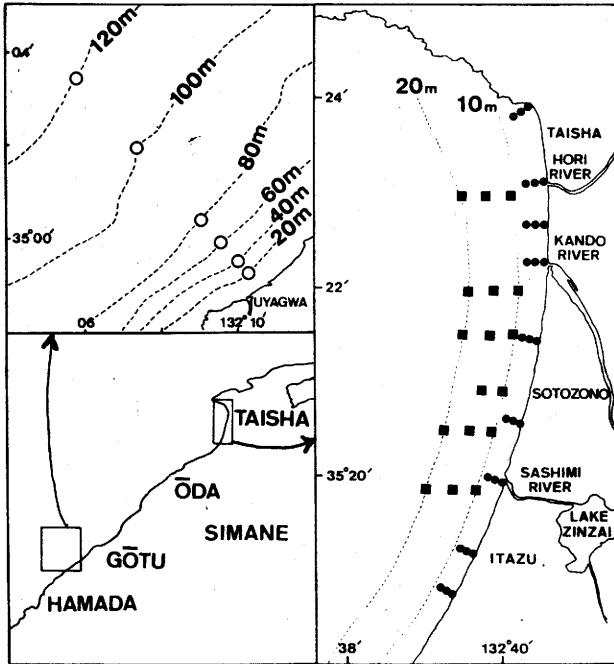 04'
120m
100m
80m
60m
40m
20m
35°00'
UYAGWA
06
132°10'
TAISHA
ŌDA
SIMANE
GŌTU
HAMADA
20m
10m
24'
TAISHA
HORI
RIVER
KANDO
RIVER
22'
SOTOZONO
35°20'
SASHIMI
RIVER
LAKE
ZINZAI
ITAZU
38'
132°40'